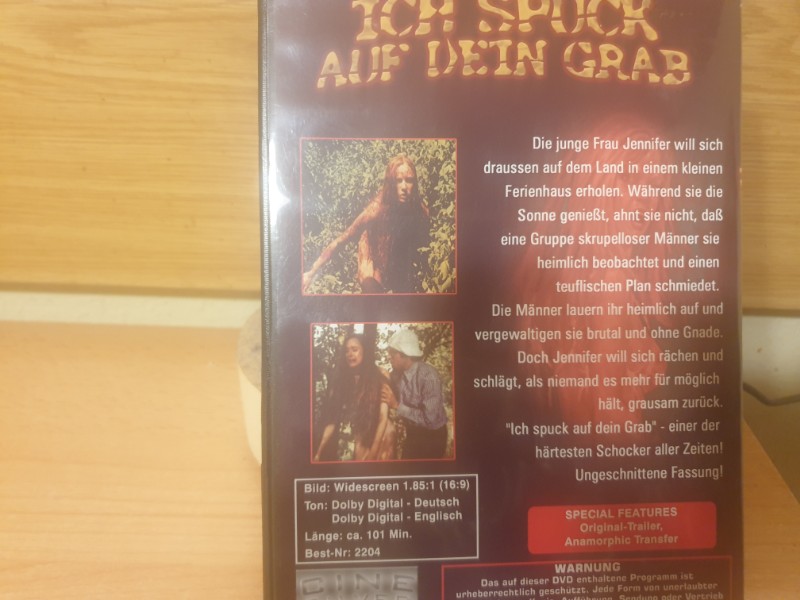 ICH SPUCK
AUF DEIN GRAB
Die junge Frau Jennifer will sich
draussen auf dem Land in einem kleinen
Ferienhaus erholen. Während sie die
Sonne genießt, ahnt sie nicht, daß
eine Gruppe skrupelloser Männer sie
heimlich beobachtet und einen
teuflischen Plan schmiedet.
Die Männer lauern ihr heimlich auf und
vergewaltigen sie brutal und ohne Gnade.
Doch Jennifer will sich rächen und
schlägt, als niemand es mehr für möglich
hält, grausam zurück.
"Ich spuck auf dein Grab" - einer der
härtesten Schocker aller Zeiten!
Ungeschnittene Fassung!
Bild: Widescreen 1.85:1 (16:9)
Ton: Dolby Digital - Deutsch
Dolby Digital - Englisch
Länge: ca. 101 Min.
Best-Nr: 2204
SPECIAL FEATURES
Original-Trailer,
Anamorphic Transfer
CINE
WARNUNG
Das auf dieser DVD enthaltene Programm ist
urheberrechtlich geschützt. Jede Form von unerlaubter
Aufführung, Sendung oder Vertrieb